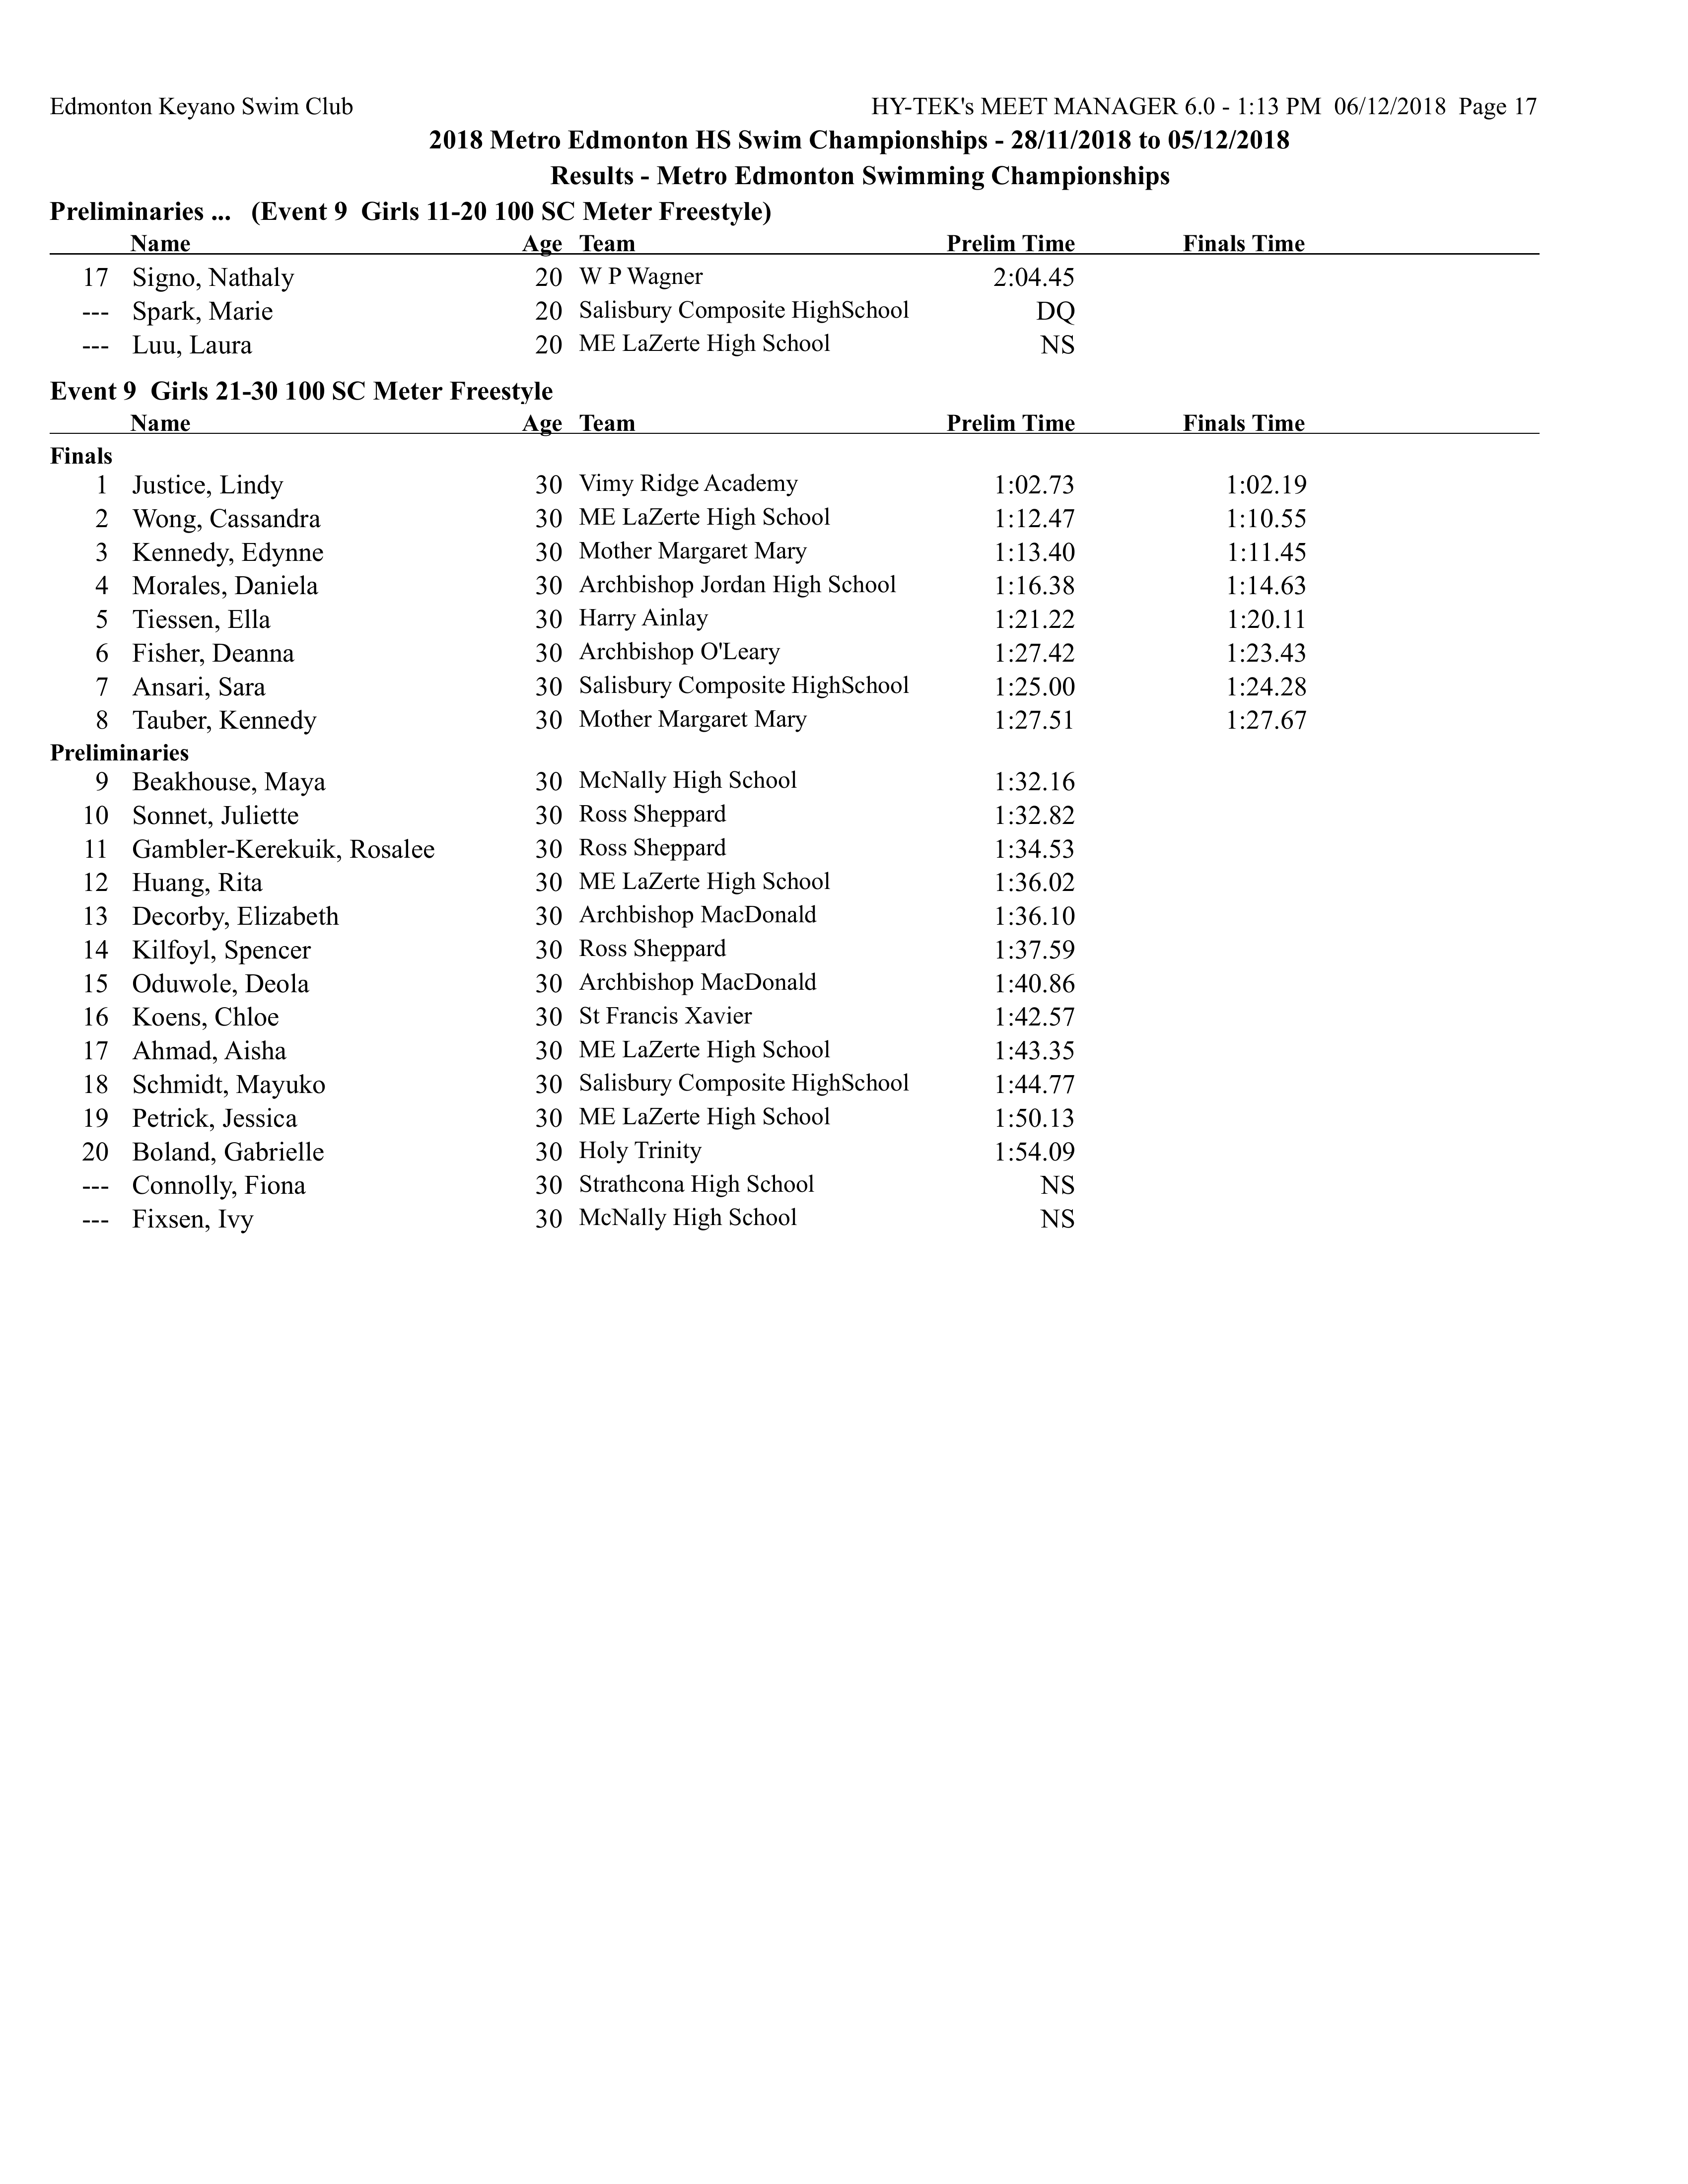 Edmonton Keyano Swim Club HY-TEK's MEET MANAGER 6.0 - 1:13 PM 06/12/2018 Page 17
2018 Metro Edmonton HS Swim Championships - 28/11/2018 to 05/12/2018
Results - Metro Edmonton Swimming Championships
Preliminaries ... (Event 9 Girls 11-20 100 SC Meter Freestyle)
Name Age Team Prelim Time Finals Time
17 Signo, Nathaly 20 W P Wagner 2:04.45
--- Spark, Marie 20 Salisbury Composite HighSchool DQ
--- Luu, Laura 20 ME LaZerte High School NS
Event 9 Girls 21-30 100 SC Meter Freestyle
Name Age Team Prelim Time Finals Time
Finals
1 Justice, Lindy 30 Vimy Ridge Academy 1:02.73 1:02.19
2 Wong, Cassandra 30 ME LaZerte High School 1:12.47 1:10.55
3 Kennedy, Edynne 30 Mother Margaret Mary 1:13.40 1:11.45
4 Morales, Daniela 30 Archbishop Jordan High School 1:16.38 1:14.63
5 Tiessen, Ella 30 Harry Ainlay 1:21.22 1:20.11
6 Fisher, Deanna 30 Archbishop O'Leary 1:27.42 1:23.43
7 Ansari, Sara 30 Salisbury Composite HighSchool 1:25.00 1:24.28
8 Tauber, Kennedy 30 Mother Margaret Mary 1:27.51 1:27.67
Preliminaries
9 Beakhouse, Maya 30 McNally High School 1:32.16
10 Sonnet, Juliette 30 Ross Sheppard 1:32.82
11 Gambler-Kerekuik, Rosalee 30 Ross Sheppard 1:34.53
12 Huang, Rita 30 ME LaZerte High School 1:36.02
13 Decorby, Elizabeth 30 Archbishop MacDonald 1:36.10
14 Kilfoyl, Spencer 30 Ross Sheppard 1:37.59
15 Oduwole, Deola 30 Archbishop MacDonald 1:40.86
16 Koens, Chloe 30 St Francis Xavier 1:42.57
17 Ahmad, Aisha 30 ME LaZerte High School 1:43.35
18 Schmidt, Mayuko 30 Salisbury Composite HighSchool 1:44.77
19 Petrick, Jessica 30 ME LaZerte High School 1:50.13
20 Boland, Gabrielle 30 Holy Trinity 1:54.09
--- Connolly, Fiona 30 Strathcona High School NS
--- Fixsen, Ivy 30 McNally High School NS